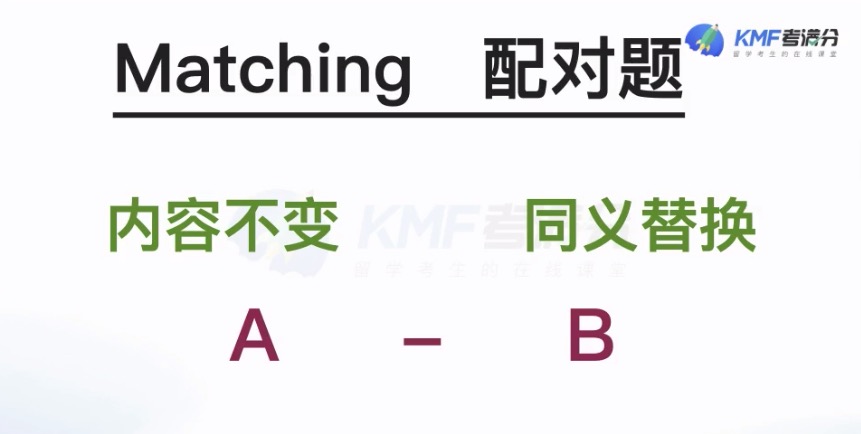 Matching 配对题
KMF考满分
留学考生的在线课堂
内容不变 同义替换
KMF考满分
留学考生的在线课堂
A – B